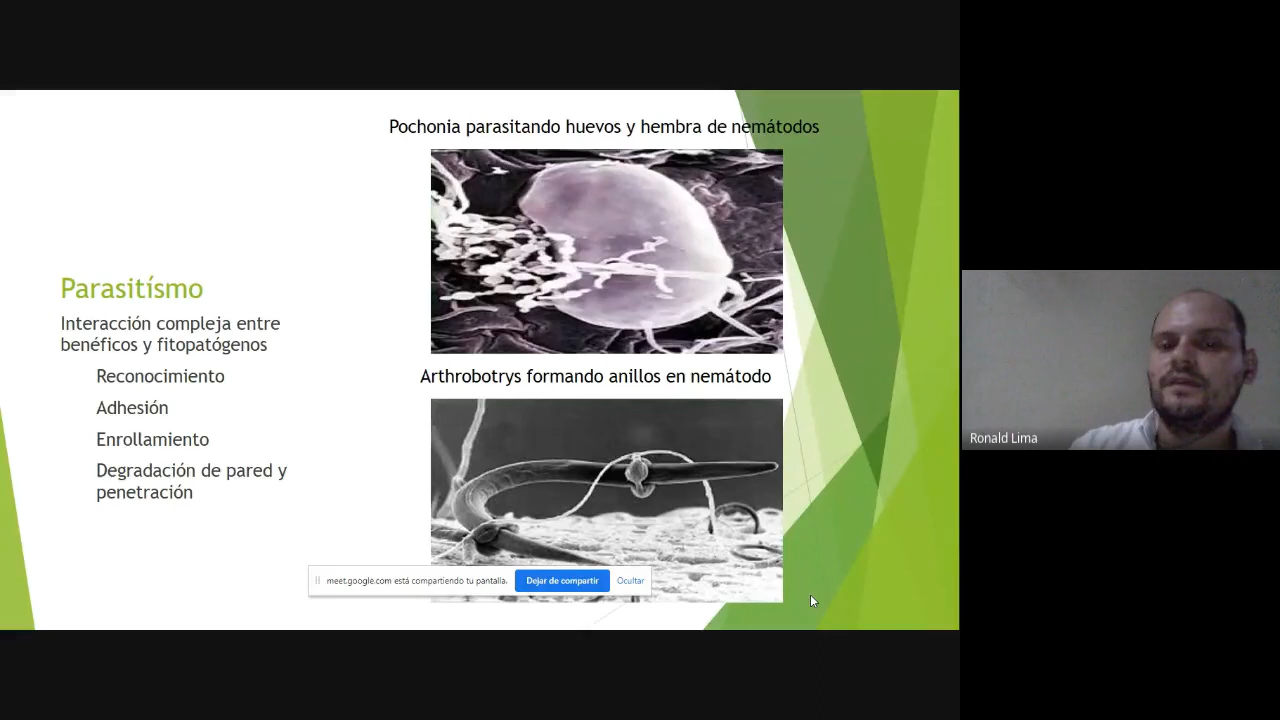 Pochonia parasitando huevos y hembra de nemátodos
Parasitísmo
Interacción compleja entre
benéficos y fitopatógenos
Reconocimiento
Adhesión
Enrollamiento
Degradación de pared y
penetración
Arthrobotrys formando anillos en nemátodo
meet.google.com está compartiendo tu pantalla.
Dejar de compartir
Ocultar
Ronald Lima